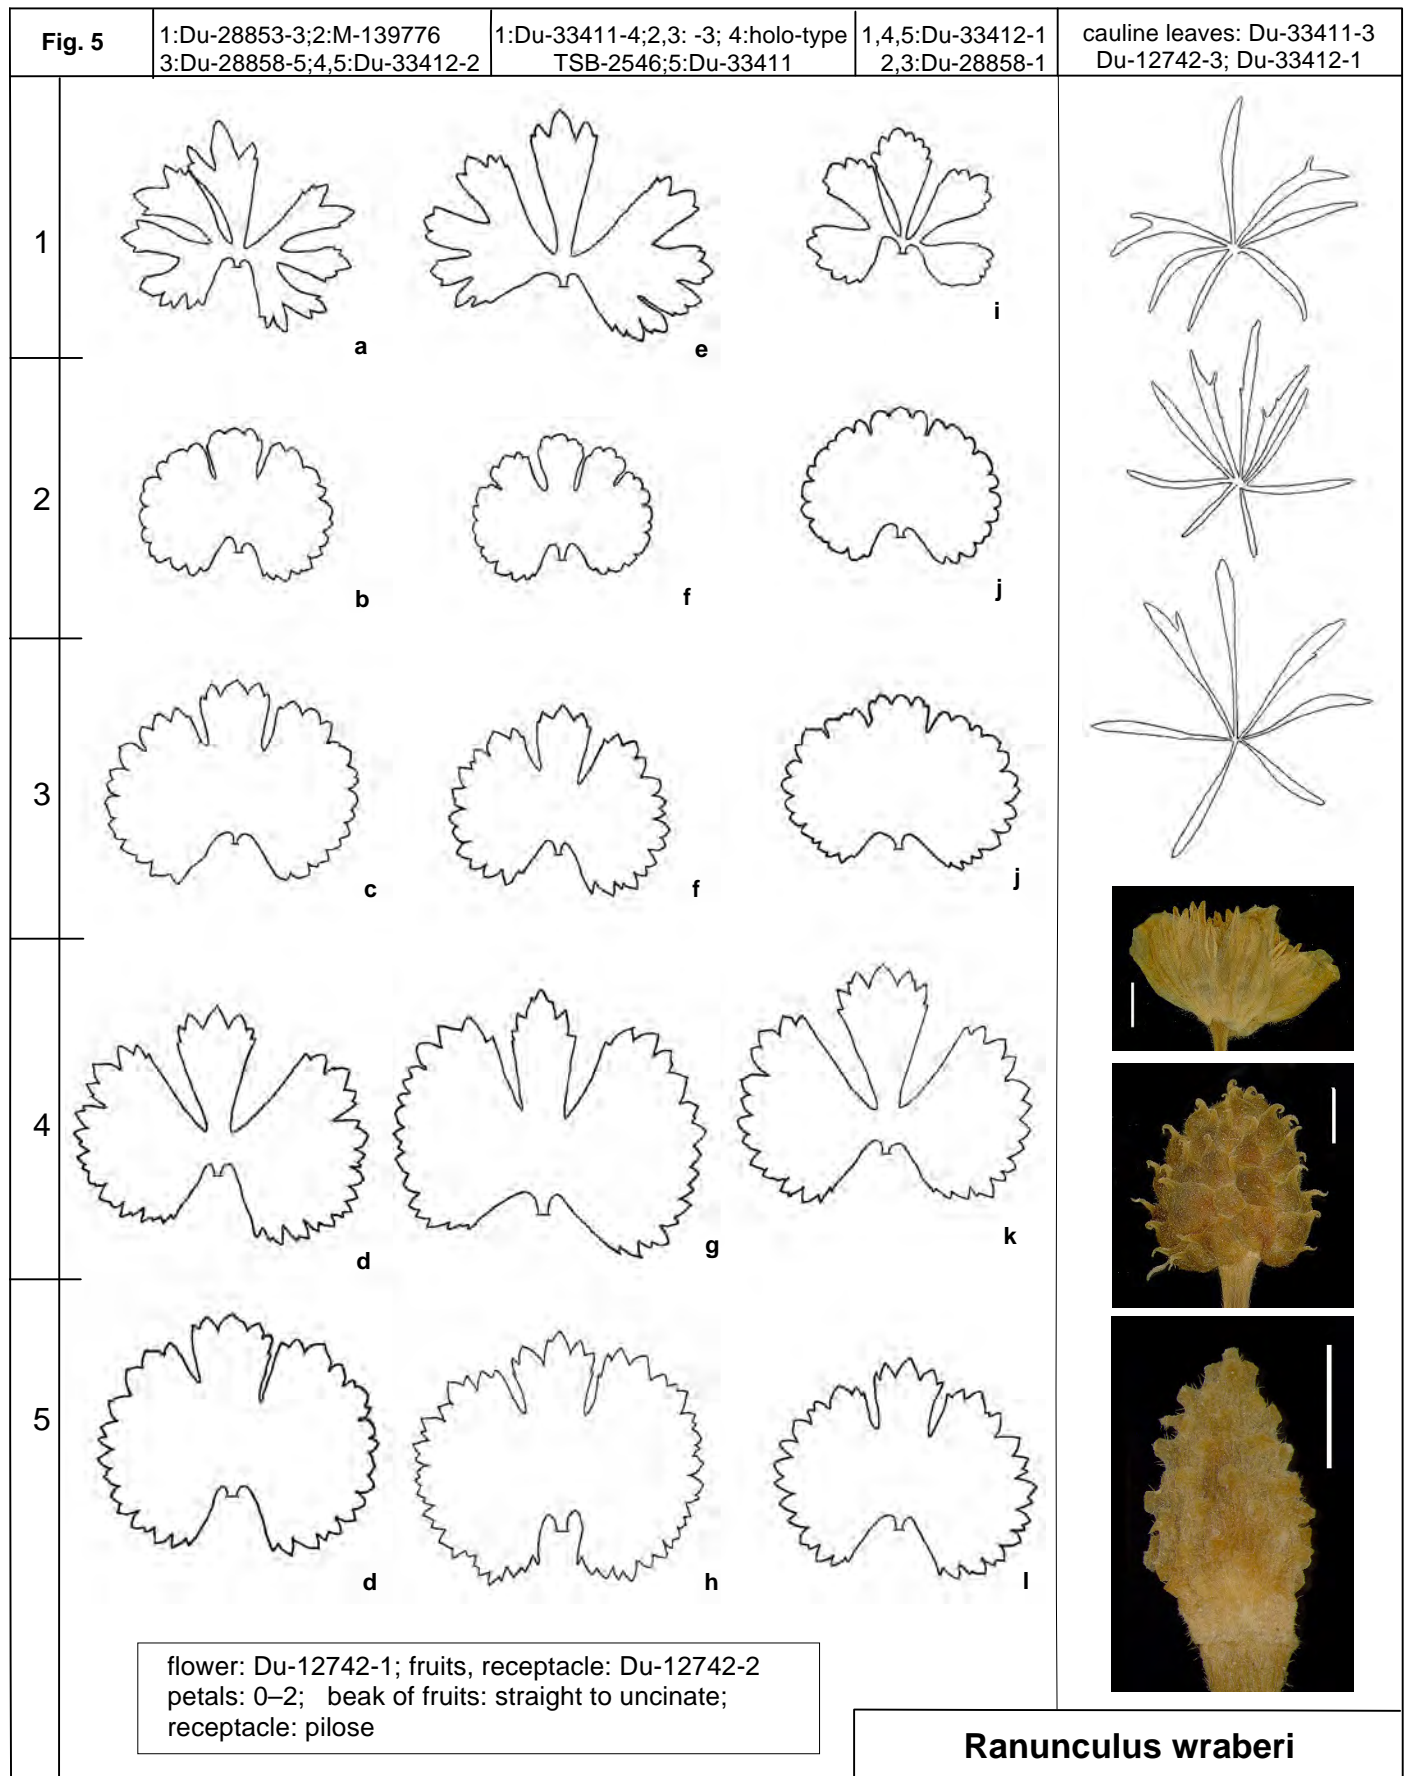 Fig. 5
1:Du-28853-3;2:M-139776
3:Du-28858-5;4,5:Du-33412-2
1:Du-33411-4;2,3: -3; 4:holo-type
TSB-2546;5:Du-33411
1,4,5:Du-33412-1
2,3:Du-28858-1
cauline leaves: Du-33411-3
Du-12742-3; Du-33412-1
1
a
e
i
2
b
f
j
3
c
f
j
4
d
g
k
5
d
h
l
flower: Du-12742-1; fruits, receptacle: Du-12742-2
petals: 0–2; beak of fruits: straight to uncinate;
receptacle: pilose
Ranunculus wraberi